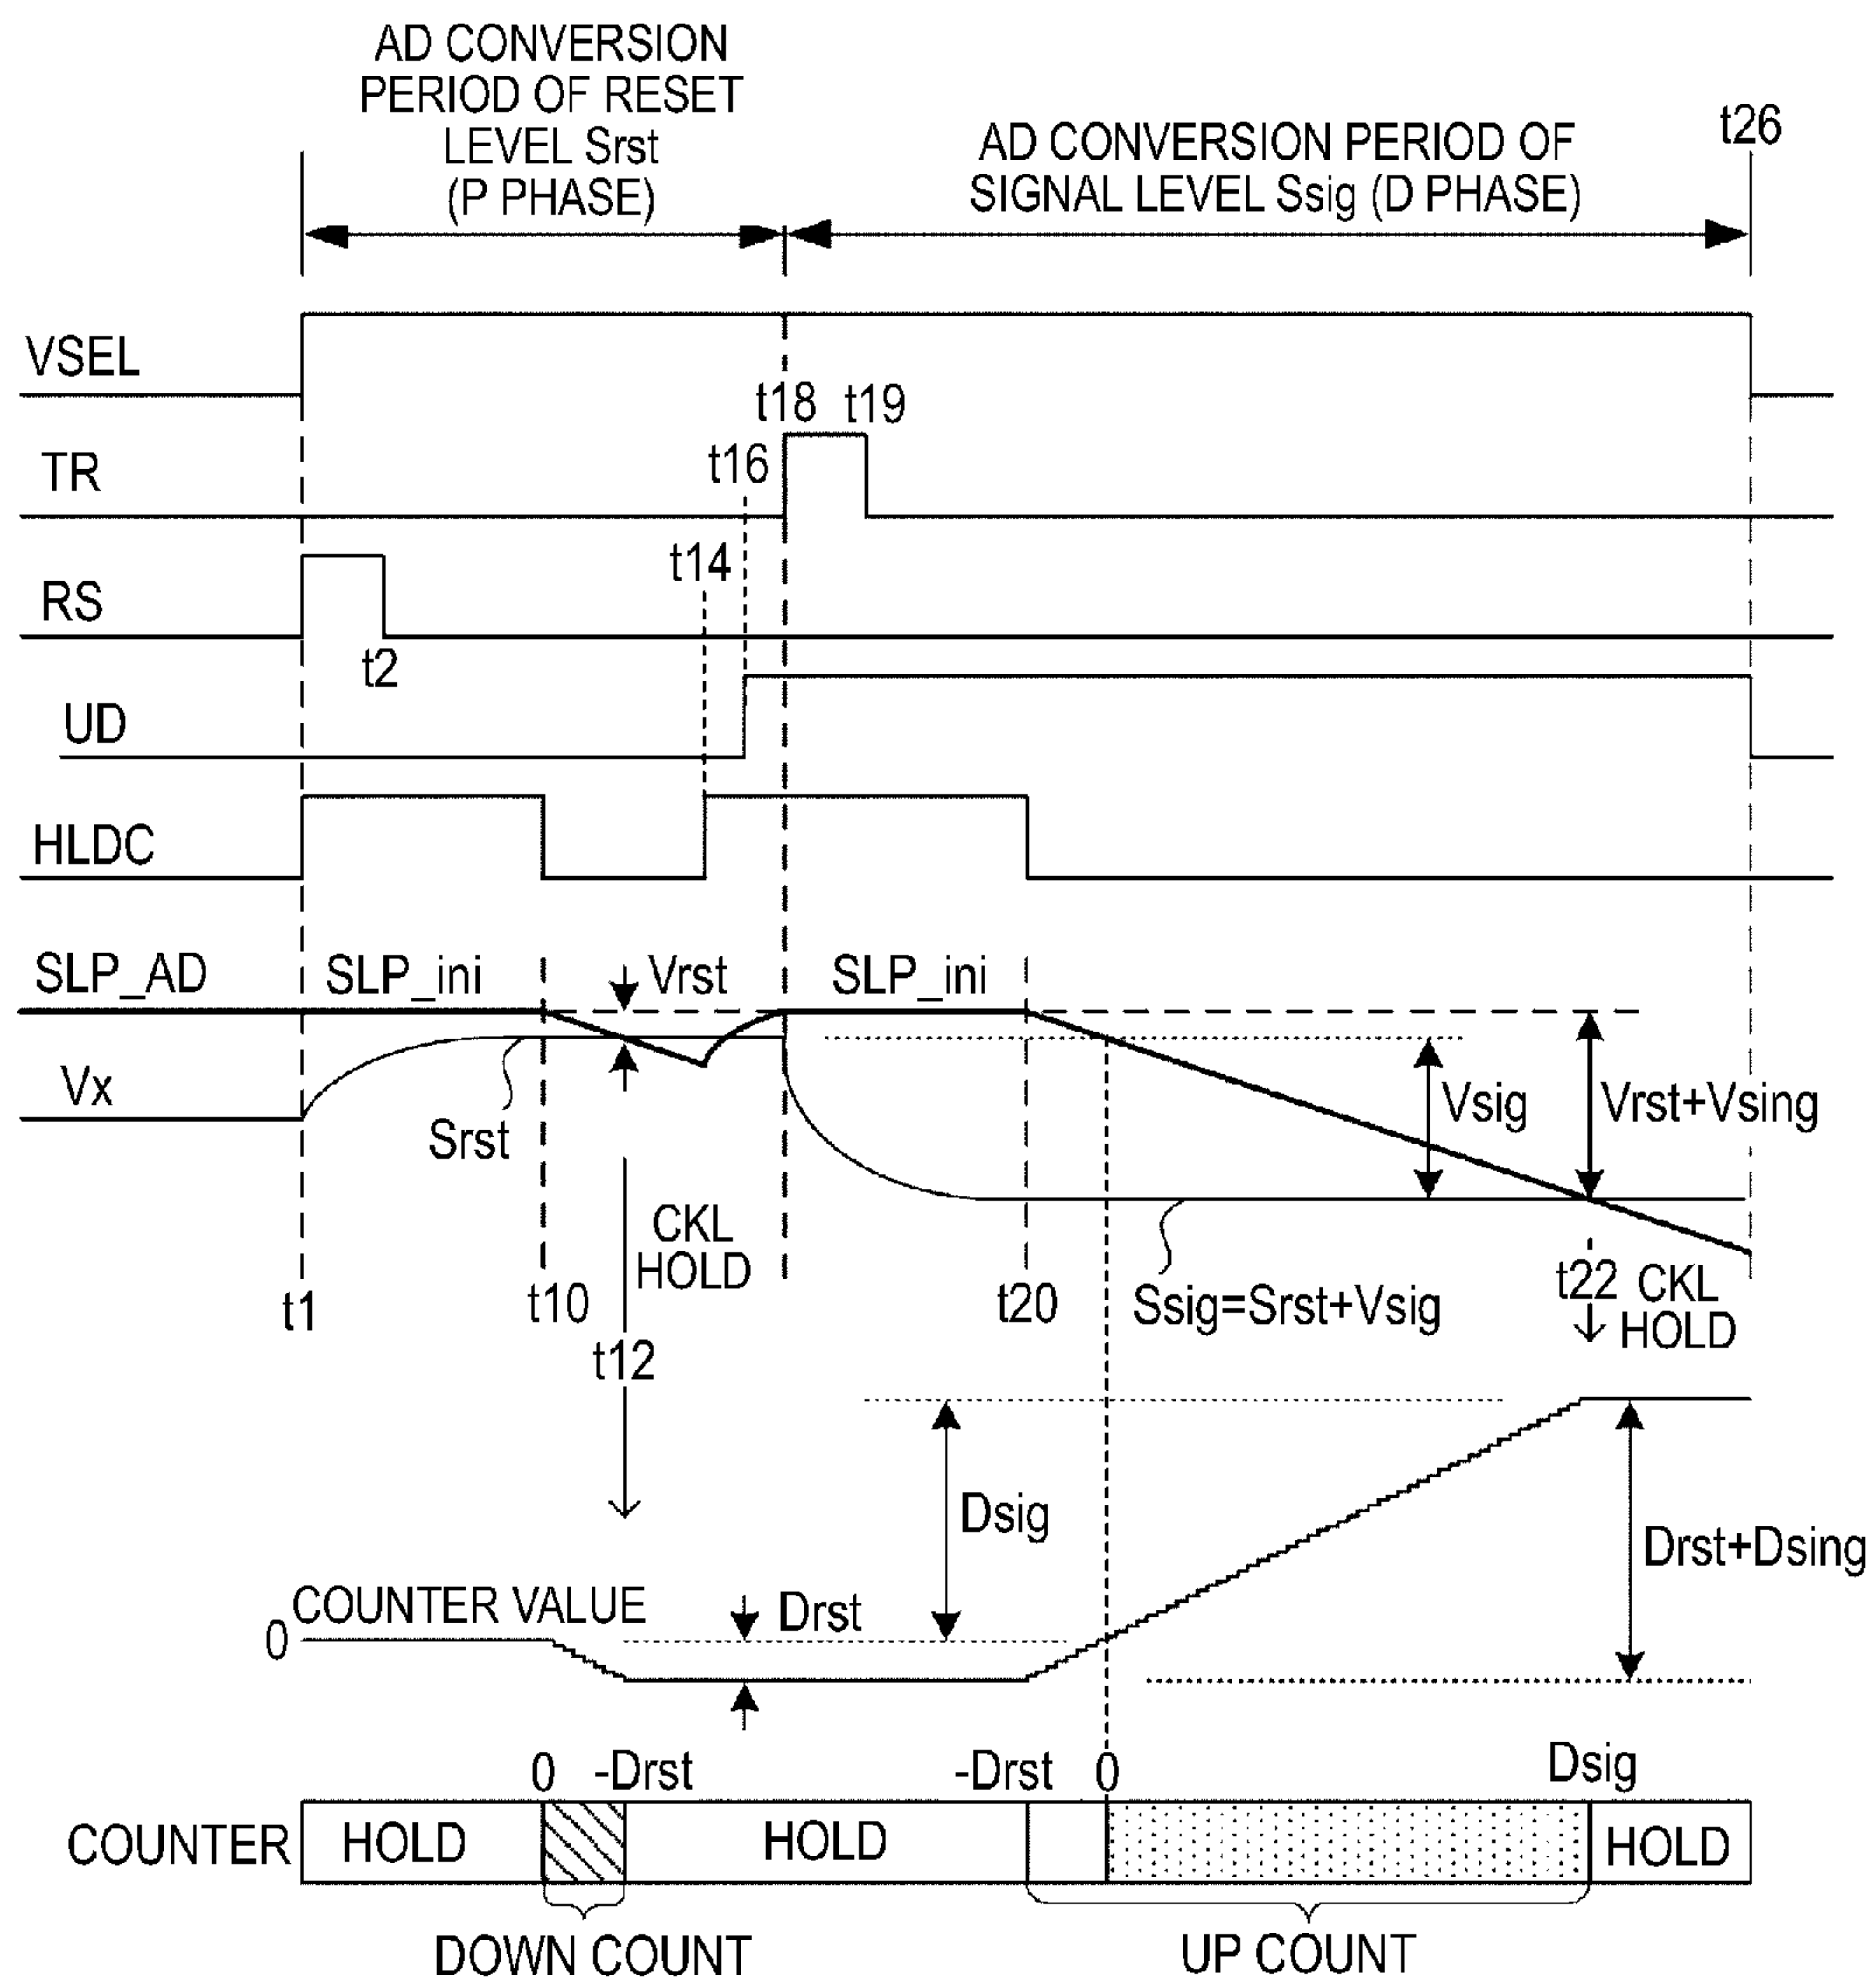 AD CONVERSION
PERIOD OF RESET
LEVEL Srst
(P PHASE)
AD CONVERSION PERIOD OF
SIGNAL LEVEL Ssig (D PHASE)
t26
VSEL
t18 t19
TR
t16
t14
RS
t2
UD
HLDC
SLP_AD
SLP_ini
Vrst
SLP_ini
Vx
Srst
Vsig
Vrst+Vsing
CKL
HOLD
t1
t10
t12
t20
Ssig=Srst+Vsig
t22
CKL
HOLD
Dsig
Drst+Dsing
COUNTER VALUE
0
Drst
0
-Drst
-Drst
0
Dsig
COUNTER
HOLD
HOLD
HOLD
DOWN COUNT
UP COUNT